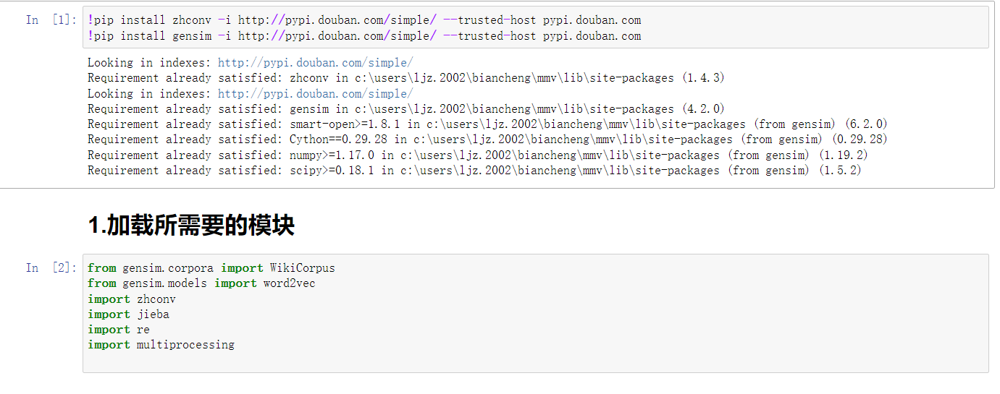 In [1]: !pip install zhconv -i http://pypi.douban.com/simple/ --trusted-host pypi.douban.com
!pip install gensim -i http://pypi.douban.com/simple/ --trusted-host pypi.douban.com
Looking in indexes: http://pypi.douban.com/simple/
Requirement already satisfied: zhconv in c:\users\ljz.2002\biancheng\mmv\lib\site-packages (1.4.3)
Looking in indexes: http://pypi.douban.com/simple/
Requirement already satisfied: gensim in c:\users\ljz.2002\biancheng\mmv\lib\site-packages (4.2.0)
Requirement already satisfied: smart-open>=1.8.1 in c:\users\ljz.2002\biancheng\mmv\lib\site-packages (from gensim) (6.2.0)
Requirement already satisfied: Cython==0.29.28 in c:\users\ljz.2002\biancheng\mmv\lib\site-packages (from gensim) (0.29.28)
Requirement already satisfied: numpy>=1.17.0 in c:\users\ljz.2002\biancheng\mmv\lib\site-packages (from gensim) (1.19.2)
Requirement already satisfied: scipy>=0.18.1 in c:\users\ljz.2002\biancheng\mmv\lib\site-packages (from gensim) (1.5.2)
1.加载所需要的模块
In [2]: from gensim.corpora import WikiCorpus
from gensim.models import word2vec
import zhconv
import jieba
import re
import multiprocessing